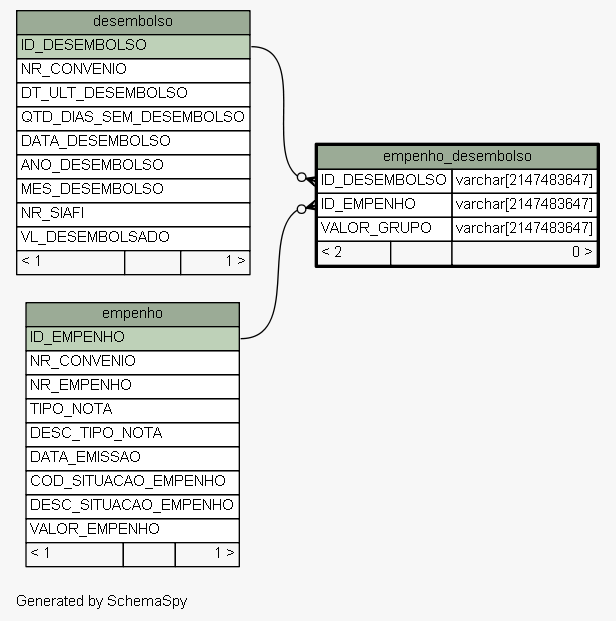 desembolso
ID_DESEMBOLSO
NR_CONVENIO
DT_ULT_DESEMBOLSO
QTD_DIAS_SEM_DESEMBOLSO
DATA_DESEMBOLSO
ANO_DESEMBOLSO
MES_DESEMBOLSO
NR_SIAFI
VL_DESEMBOLSADO
< 1 1 >
empenho_desembolso
ID_DESEMBOLSO varchar[2147483647]
ID_EMPENHO varchar[2147483647]
VALOR_GRUPO varchar[2147483647]
< 2 0 >
empenho
ID_EMPENHO
NR_CONVENIO
NR_EMPENHO
TIPO_NOTA
DESC_TIPO_NOTA
DATA_EMISSAO
COD_SITUACAO_EMPENHO
DESC_SITUACAO_EMPENHO
VALOR_EMPENHO
< 1 1 >
Generated by SchemaSpy